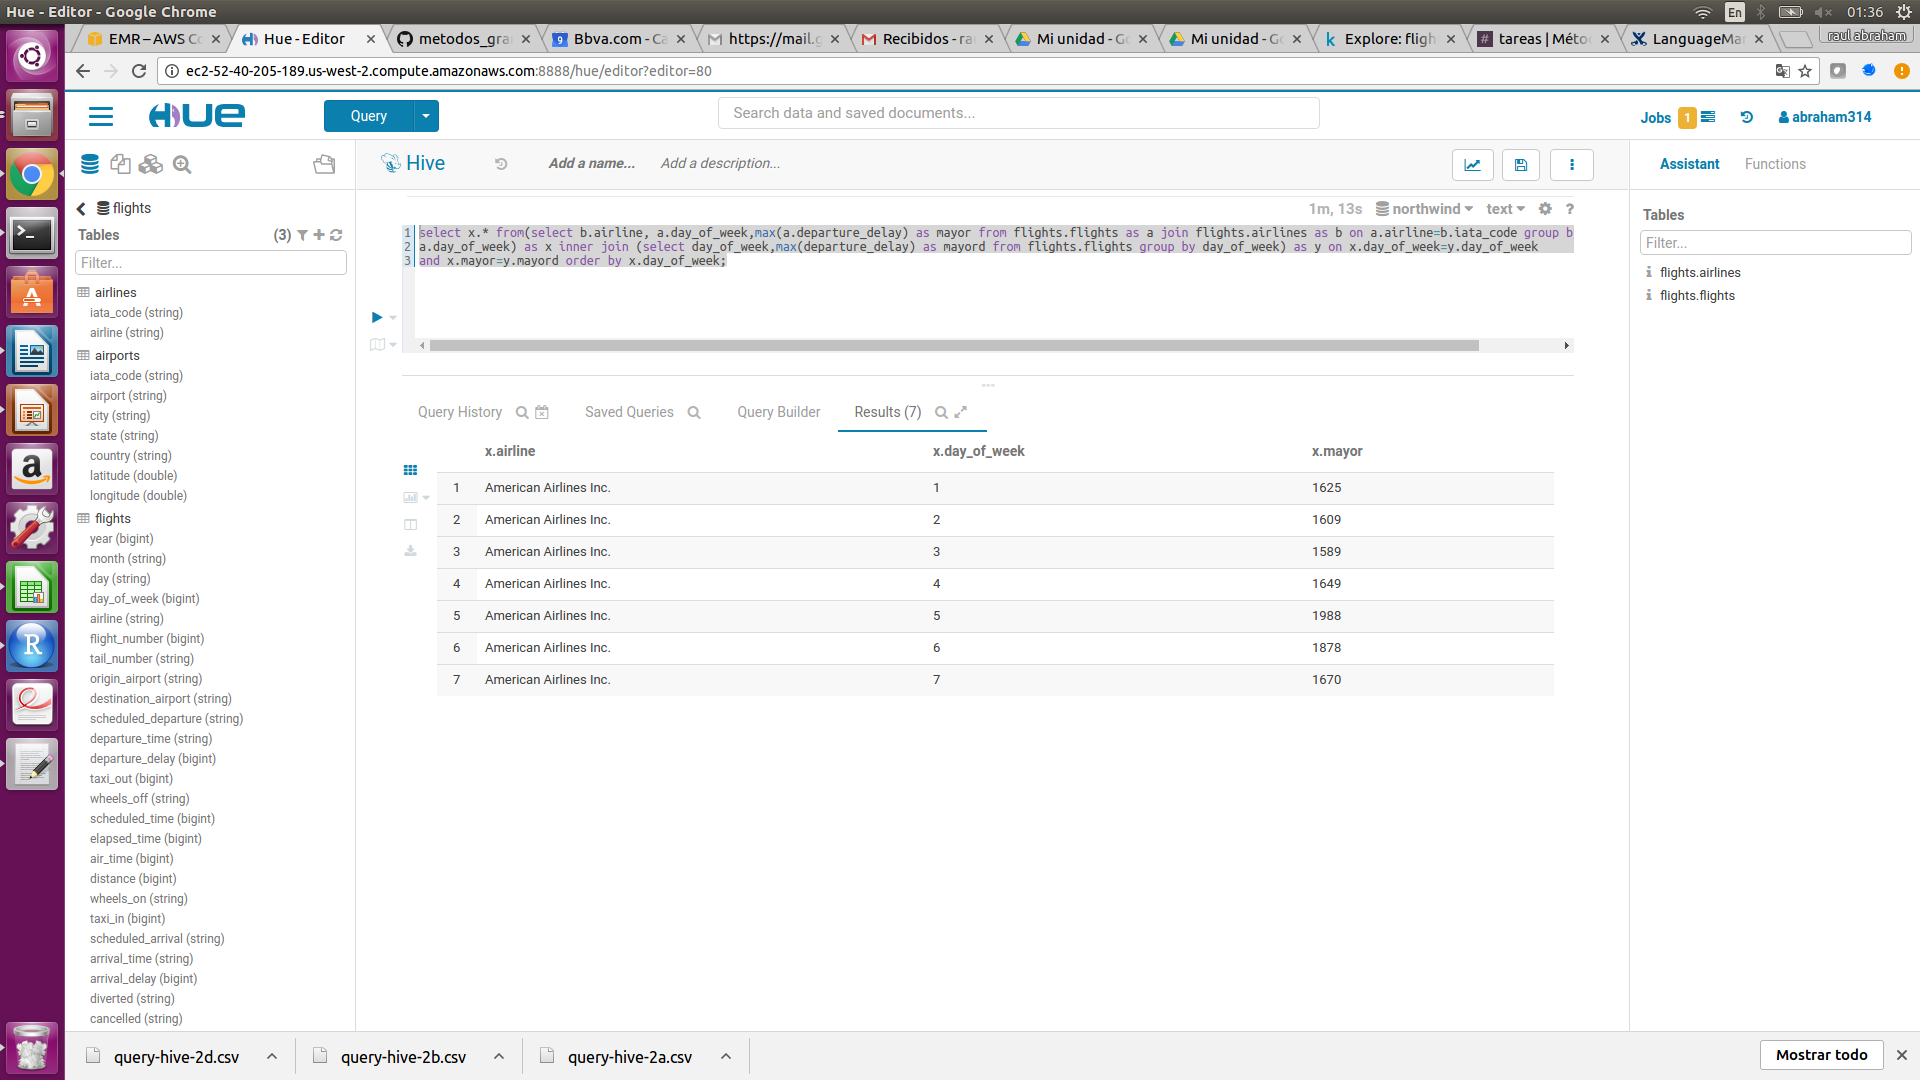 Hue - Editor - Google Chrome
En
01:36
EMR – AWS Co
Hue - Editor
metodos_gra
Bbva.com - Ca
https://mail.g
Recibidos - ra
Mi unidad - Go
Mi unidad - Go
Explore: fligh
tareas | Méto
LanguageMa
raul abraham
ec2-52-40-205-189.us-west-2.compute.amazonaws.com:8888/hue/editor?editor=80
HUE
Query
Search data and saved documents...
Jobs 1
abraham314
Hive
Add a name...
Add a description...
Assistant
Functions
flights
Tables
(3)
Filter...
airlines
iata_code (string)
airline (string)
airports
iata_code (string)
airport (string)
city (string)
state (string)
country (string)
latitude (double)
longitude (double)
flights
year (bigint)
month (string)
day (string)
day_of_week (bigint)
airline (string)
flight_number (bigint)
tail_number (string)
origin_airport (string)
destination_airport (string)
scheduled_departure (string)
departure_time (string)
departure_delay (bigint)
taxi_out (bigint)
wheels_off (string)
scheduled_time (bigint)
elapsed_time (bigint)
air_time (bigint)
distance (bigint)
wheels_on (string)
taxi_in (bigint)
scheduled_arrival (string)
arrival_time (string)
arrival_delay (bigint)
diverted (string)
cancelled (string)
1m, 13s
northwind
text
?
1 select x.* from(select b.airline, a.day_of_week,max(a.departure_delay) as mayor from flights.flights as a join flights.airlines as b on a.airline=b.iata_code group b
2 a.day_of_week) as x inner join (select day_of_week,max(departure_delay) as mayord from flights.flights group by day_of_week) as y on x.day_of_week=y.day_of_week
3 and x.mayor=y.mayord order by x.day_of_week;
Query History
Saved Queries
Query Builder
Results (7)
x.airline x.day_of_week x.mayor
1 American Airlines Inc. 1 1625
2 American Airlines Inc. 2 1609
3 American Airlines Inc. 3 1589
4 American Airlines Inc. 4 1649
5 American Airlines Inc. 5 1988
6 American Airlines Inc. 6 1878
7 American Airlines Inc. 7 1670
Tables
Filter...
flights.airlines
flights.flights
query-hive-2d.csv
query-hive-2b.csv
query-hive-2a.csv
Mostrar todo